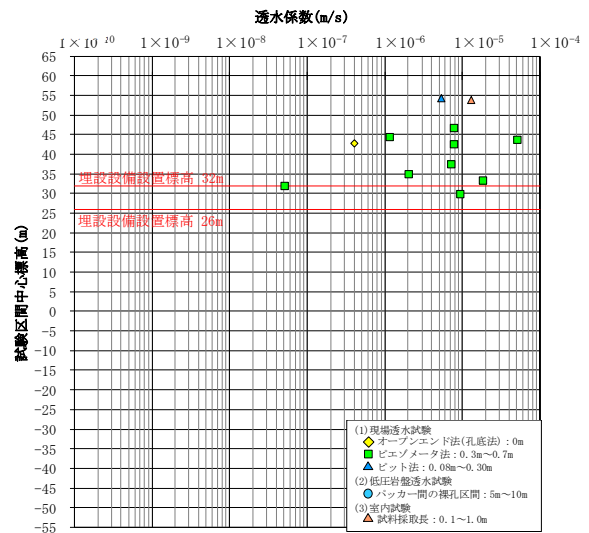 透水係数(m/s)
1×10⁻¹⁰ 1×10⁻⁹ 1×10⁻⁸ 1×10⁻⁷ 1×10⁻⁶ 1×10⁻⁵ 1×10⁻⁴
65
60
55
50
45
40
35
30
25
20
15
10
5
0
-5
-10
-15
-20
-25
-30
-35
-40
-45
-50
-55
試験区間中心標高(m)
埋設設備設置標高 32m
埋設設備設置標高 26m
(1)現場透水試験
オープンエンド法(孔底法):0m
ピエゾメータ法:0.3m~0.7m
ピット法:0.08m~0.30m
(2)低圧岩盤透水試験
パッカー間の裸孔区間:5m~10m
(3)室内試験
試料採取長:0.1~1.0m